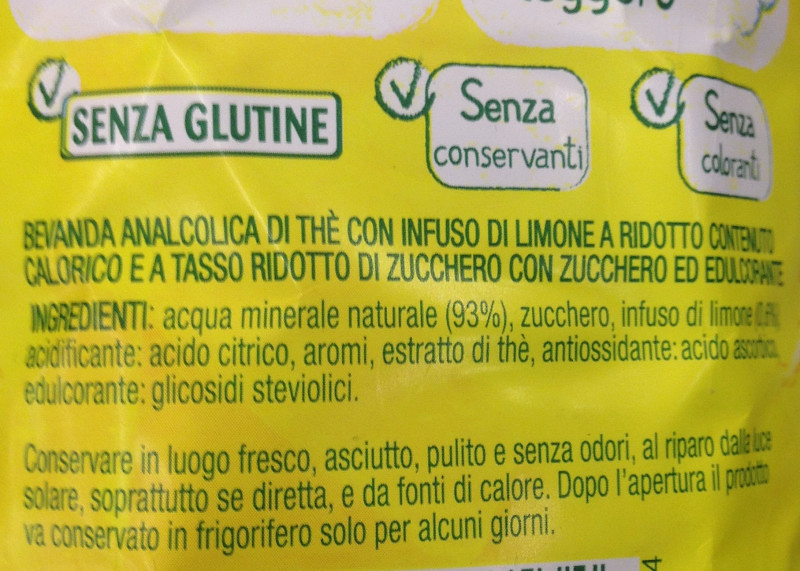 SENZA GLUTINE
Senza
conservanti
Senza
coloranti
BEVANDA ANALCOLICA DI THÈ CON INFUSO DI LIMONE A RIDOTTO CONTENUTO
CALORICO E A TASSO RIDOTTO DI ZUCCHERO CON ZUCCHERO ED EDULCORANTE
INGREDIENTI: acqua minerale naturale (93%), zucchero, infuso di limone
acidificante: acido citrico, aromi, estratto di thè, antiossidante: acido ascorbico,
edulcorante: glicosidi steviolici.
Conservare in luogo fresco, asciutto, pulito e senza odori, al riparo dalla luce
solare, soprattutto se diretta, e da fonti di calore. Dopo l'apertura il prodotto
va conservato in frigorifero solo per alcuni giorni.
4